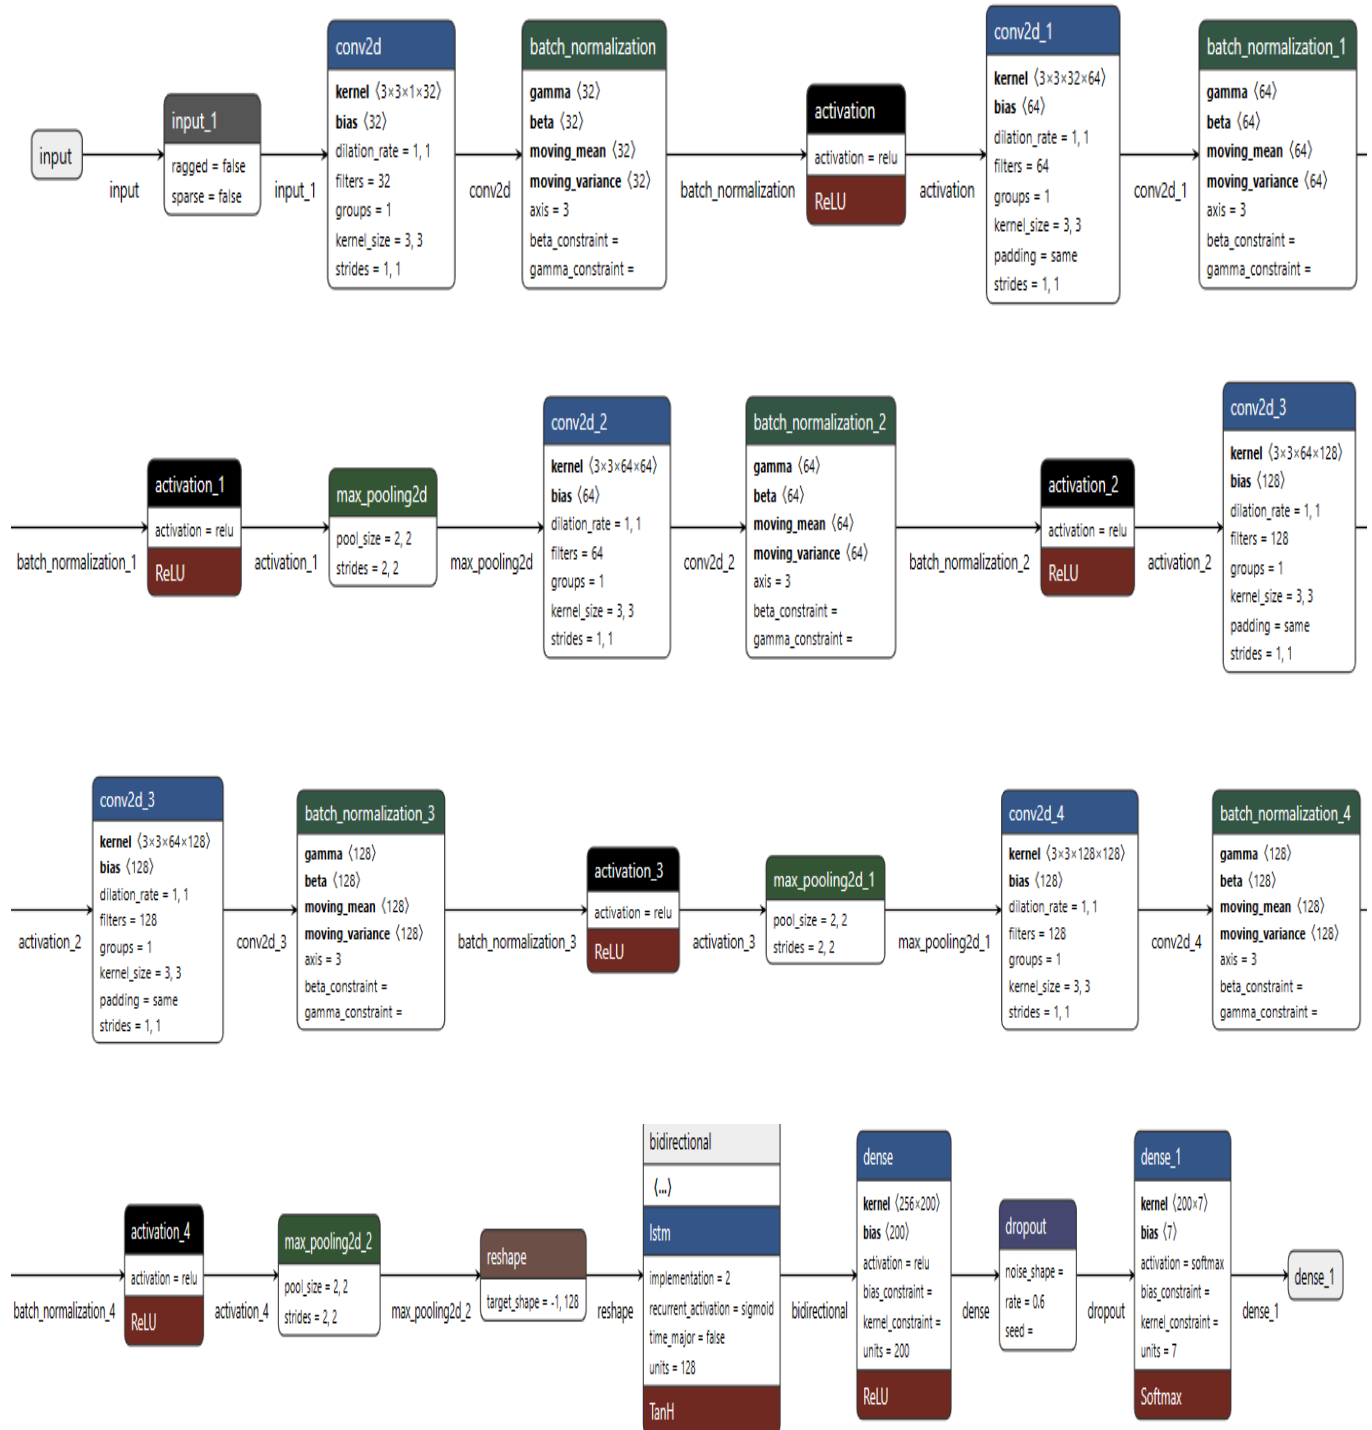 input
input
input_1
ragged = false
sparse = false
input_1
conv2d
kernel ⟨3×3×1×32⟩
bias ⟨32⟩
dilation_rate = 1, 1
filters = 32
groups = 1
kernel_size = 3, 3
strides = 1, 1
conv2d
batch_normalization
gamma ⟨32⟩
beta ⟨32⟩
moving_mean ⟨32⟩
moving_variance ⟨32⟩
axis = 3
beta_constraint =
gamma_constraint =
batch_normalization
activation
activation = relu
ReLU
activation
conv2d_1
kernel ⟨3×3×32×64⟩
bias ⟨64⟩
dilation_rate = 1, 1
filters = 64
groups = 1
kernel_size = 3, 3
padding = same
strides = 1, 1
conv2d_1
batch_normalization_1
gamma ⟨64⟩
beta ⟨64⟩
moving_mean ⟨64⟩
moving_variance ⟨64⟩
axis = 3
beta_constraint =
gamma_constraint =
batch_normalization_1
activation_1
activation = relu
ReLU
activation_1
max_pooling2d
pool_size = 2, 2
strides = 2, 2
max_pooling2d
conv2d_2
kernel ⟨3×3×64×64⟩
bias ⟨64⟩
dilation_rate = 1, 1
filters = 64
groups = 1
kernel_size = 3, 3
strides = 1, 1
conv2d_2
batch_normalization_2
gamma ⟨64⟩
beta ⟨64⟩
moving_mean ⟨64⟩
moving_variance ⟨64⟩
axis = 3
beta_constraint =
gamma_constraint =
batch_normalization_2
activation_2
activation = relu
ReLU
activation_2
conv2d_3
kernel ⟨3×3×64×128⟩
bias ⟨128⟩
dilation_rate = 1, 1
filters = 128
groups = 1
kernel_size = 3, 3
padding = same
strides = 1, 1
activation_2
conv2d_3
kernel ⟨3×3×64×128⟩
bias ⟨128⟩
dilation_rate = 1, 1
filters = 128
groups = 1
kernel_size = 3, 3
padding = same
strides = 1, 1
conv2d_3
batch_normalization_3
gamma ⟨128⟩
beta ⟨128⟩
moving_mean ⟨128⟩
moving_variance ⟨128⟩
axis = 3
beta_constraint =
gamma_constraint =
batch_normalization_3
activation_3
activation = relu
ReLU
activation_3
max_pooling2d_1
pool_size = 2, 2
strides = 2, 2
max_pooling2d_1
conv2d_4
kernel ⟨3×3×128×128⟩
bias ⟨128⟩
dilation_rate = 1, 1
filters = 128
groups = 1
kernel_size = 3, 3
strides = 1, 1
conv2d_4
batch_normalization_4
gamma ⟨128⟩
beta ⟨128⟩
moving_mean ⟨128⟩
moving_variance ⟨128⟩
axis = 3
beta_constraint =
gamma_constraint =
batch_normalization_4
activation_4
activation = relu
ReLU
activation_4
max_pooling2d_2
pool_size = 2, 2
strides = 2, 2
max_pooling2d_2
reshape
target_shape = -1, 128
reshape
bidirectional
⟨...⟩
lstm
implementation = 2
recurrent_activation = sigmoid
time_major = false
units = 128
TanH
bidirectional
dense
kernel ⟨256×200⟩
bias ⟨200⟩
activation = relu
bias_constraint =
kernel_constraint =
units = 200
ReLU
dense
dropout
noise_shape =
rate = 0.6
seed =
dropout
dense_1
kernel ⟨200×7⟩
bias ⟨7⟩
activation = softmax
bias_constraint =
kernel_constraint =
units = 7
Softmax
dense_1
dense_1